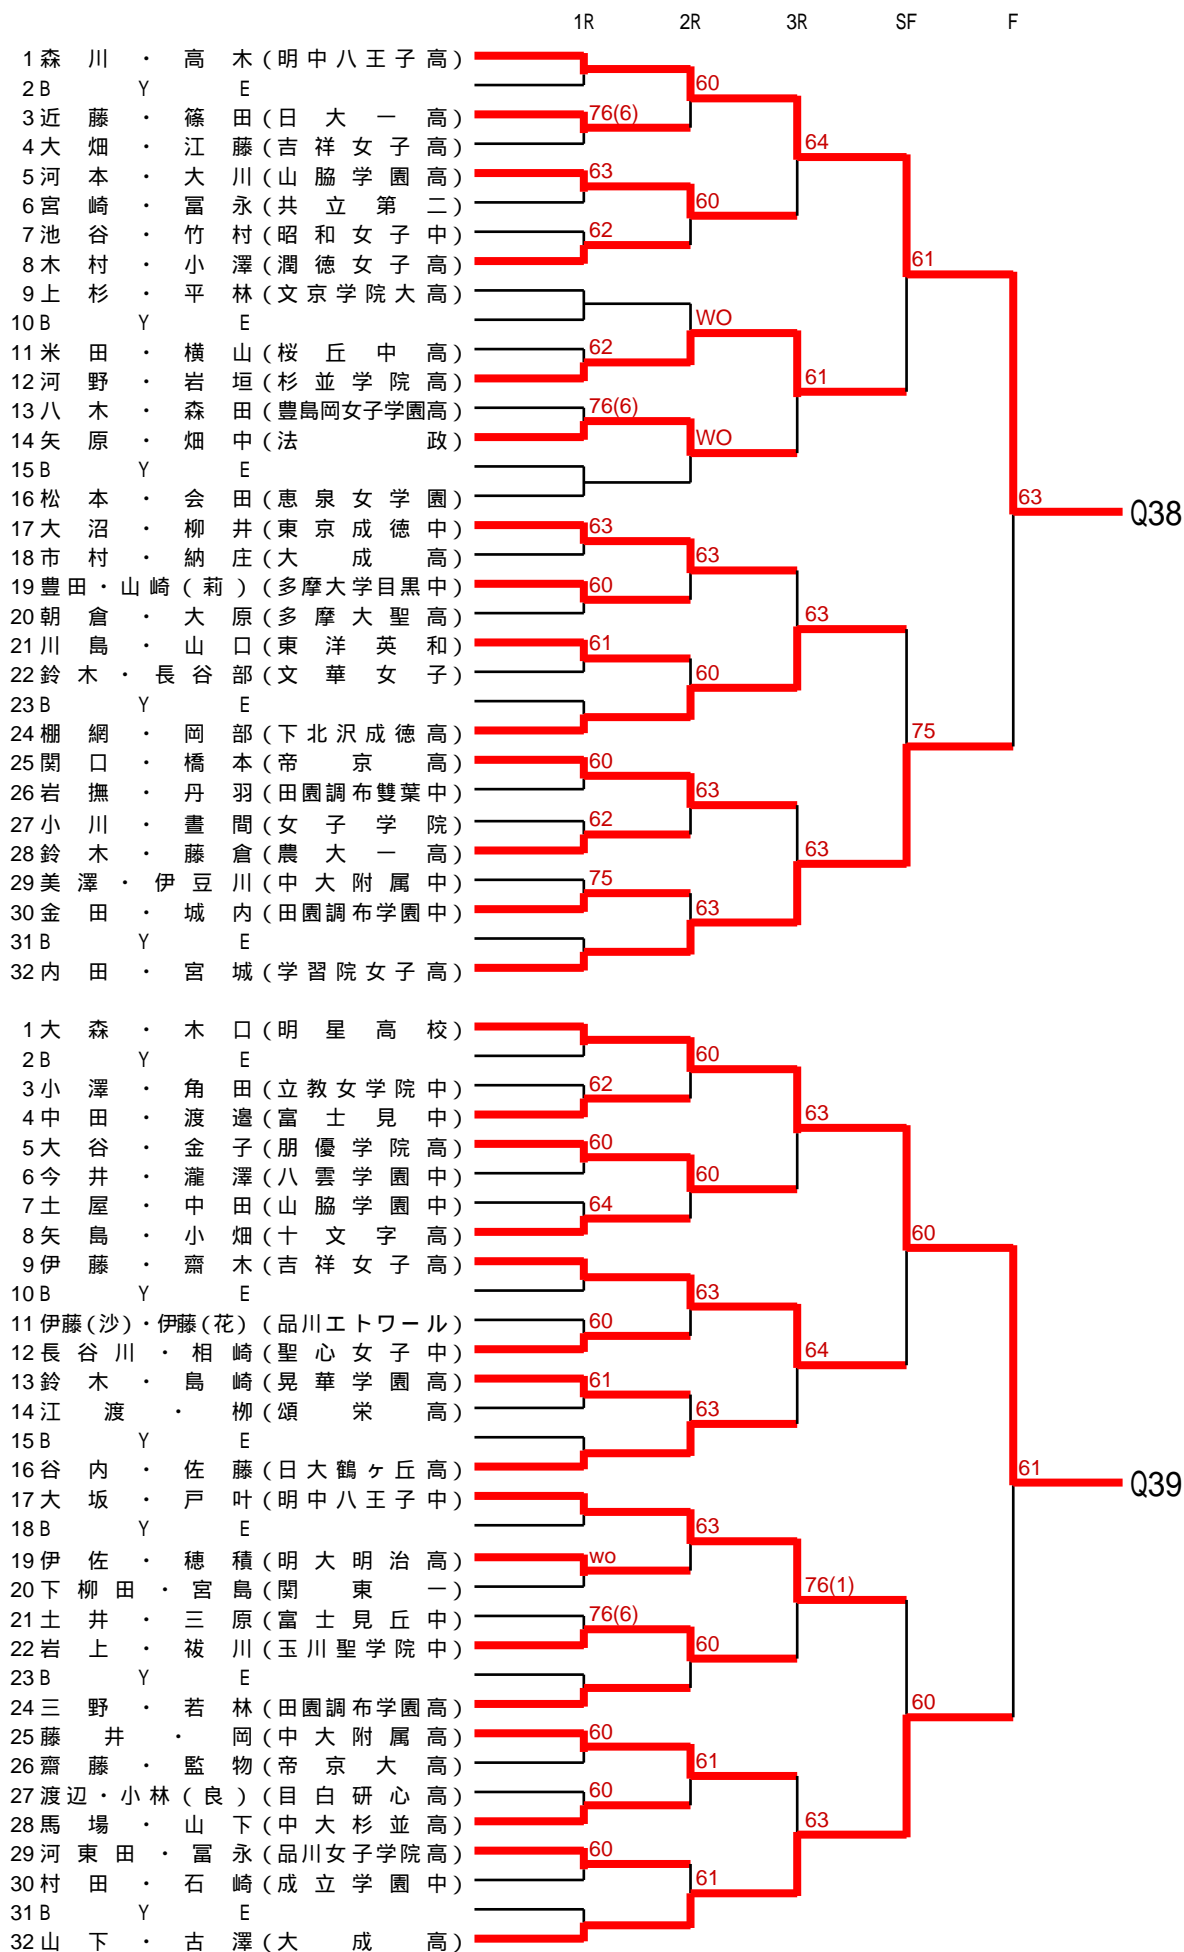 1R 2R 3R SF F
1 森川・高木(明中八王子高)
2 BYE
60
3 近藤・篠田(日大一高) 76(6)
4 大畑・江藤(吉祥女子高)
64
5 河本・大川(山脇学園高) 63
6 宮崎・冨永(共立第二)
60
7 池谷・竹村(昭和女子中) 62
8 木村・小澤(潤徳女子高)
61
9 上杉・平林(文京学院大高)
10 BYE
WO
11 米田・横山(桜丘中高) 62
12 河野・岩垣(杉並学院高)
61
13 八木・森田(豊島岡女子学園高) 76(6)
14 矢原・畑中(法政)
WO
15 BYE
16 松本・会田(恵泉女学園)
63
Q38
17 大沼・柳井(東京成徳中) 63
18 市村・納庄(大成高)
63
19 豊田・山崎(莉)(多摩大学目黒中) 60
20 朝倉・大原(多摩大聖高)
63
21 川島・山口(東洋英和) 61
22 鈴木・長谷部(文華女子)
60
23 BYE
24 棚網・岡部(下北沢成徳高)
75
25 関口・橋本(帝京高) 60
26 岩撫・丹羽(田園調布雙葉中)
63
27 小川・晝間(女子学院) 62
28 鈴木・藤倉(農大一高)
63
29 美澤・伊豆川(中大附属中) 75
30 金田・城内(田園調布学園中)
63
31 BYE
32 内田・宮城(学習院女子高)
1 大森・木口(明星高校)
2 BYE
60
3 小澤・角田(立教女学院中) 62
4 中田・渡邉(富士見中)
63
5 大谷・金子(朋優学院高) 60
6 今井・瀧澤(八雲学園中)
60
7 土屋・中田(山脇学園中) 64
8 矢島・小畑(十文字高)
60
9 伊藤・齋木(吉祥女子高)
10 BYE
63
11 伊藤(沙)・伊藤(花)(品川エトワール) 60
12 長谷川・相崎(聖心女子中)
64
13 鈴木・島崎(晃華学園高) 61
14 江渡・栁(頌栄高)
63
15 BYE
16 谷内・佐藤(日大鶴ヶ丘高)
61
Q39
17 大坂・戸叶(明中八王子中)
18 BYE
63
19 伊佐・穂積(明大明治高) wo
20 下柳田・宮島(関東一)
76(1)
21 土井・三原(富士見丘中) 76(6)
22 岩上・祓川(玉川聖学院中)
60
23 BYE
24 三野・若林(田園調布学園高)
60
25 藤井・岡(中大附属高) 60
26 齋藤・監物(帝京大高)
61
27 渡辺・小林(良)(目白研心高) 60
28 馬場・山下(中大杉並高)
63
29 河東田・冨永(品川女子学院高) 60
30 村田・石崎(成立学園中)
61
31 BYE
32 山下・古澤(大成高)